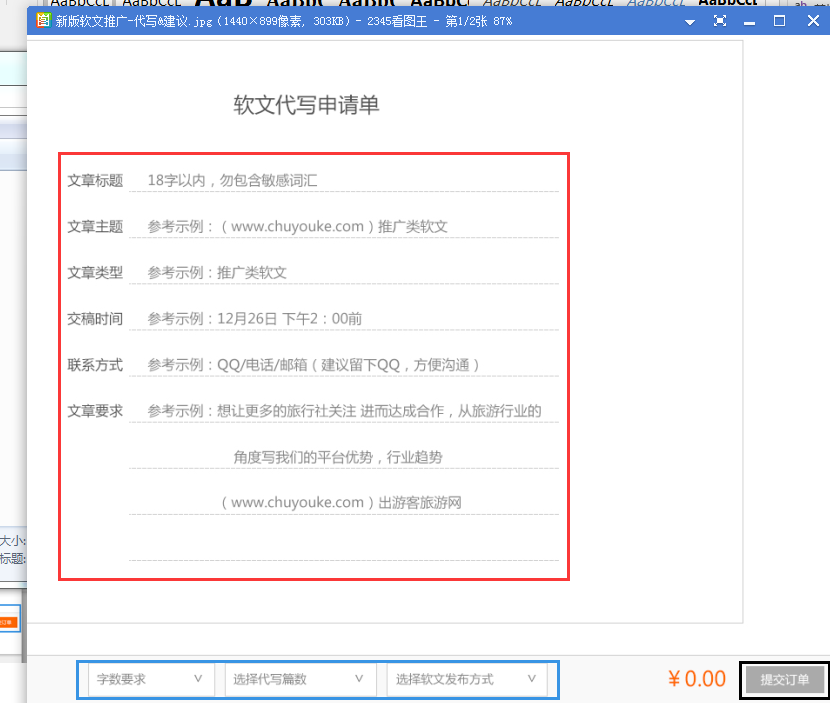 新版软文推广-代写&建议.jpg (1440×899像素, 303KB) - 2345看图王 - 第1/2张 87%
软文代写申请单
文章标题 18字以内，勿包含敏感词汇
文章主题 参考示例：（www.chuyouke.com）推广类软文
文章类型 参考示例：推广类软文
交稿时间 参考示例：12月26日 下午2：00前
联系方式 参考示例：QQ/电话/邮箱（建议留下QQ，方便沟通）
文章要求 参考示例：想让更多的旅行社关注 进而达成合作，从旅游行业的
角度写我们的平台优势，行业趋势
（www.chuyouke.com）出游客旅游网
大小:
标题:
字数要求 选择代写篇数 选择软文发布方式 ¥0.00 提交订单